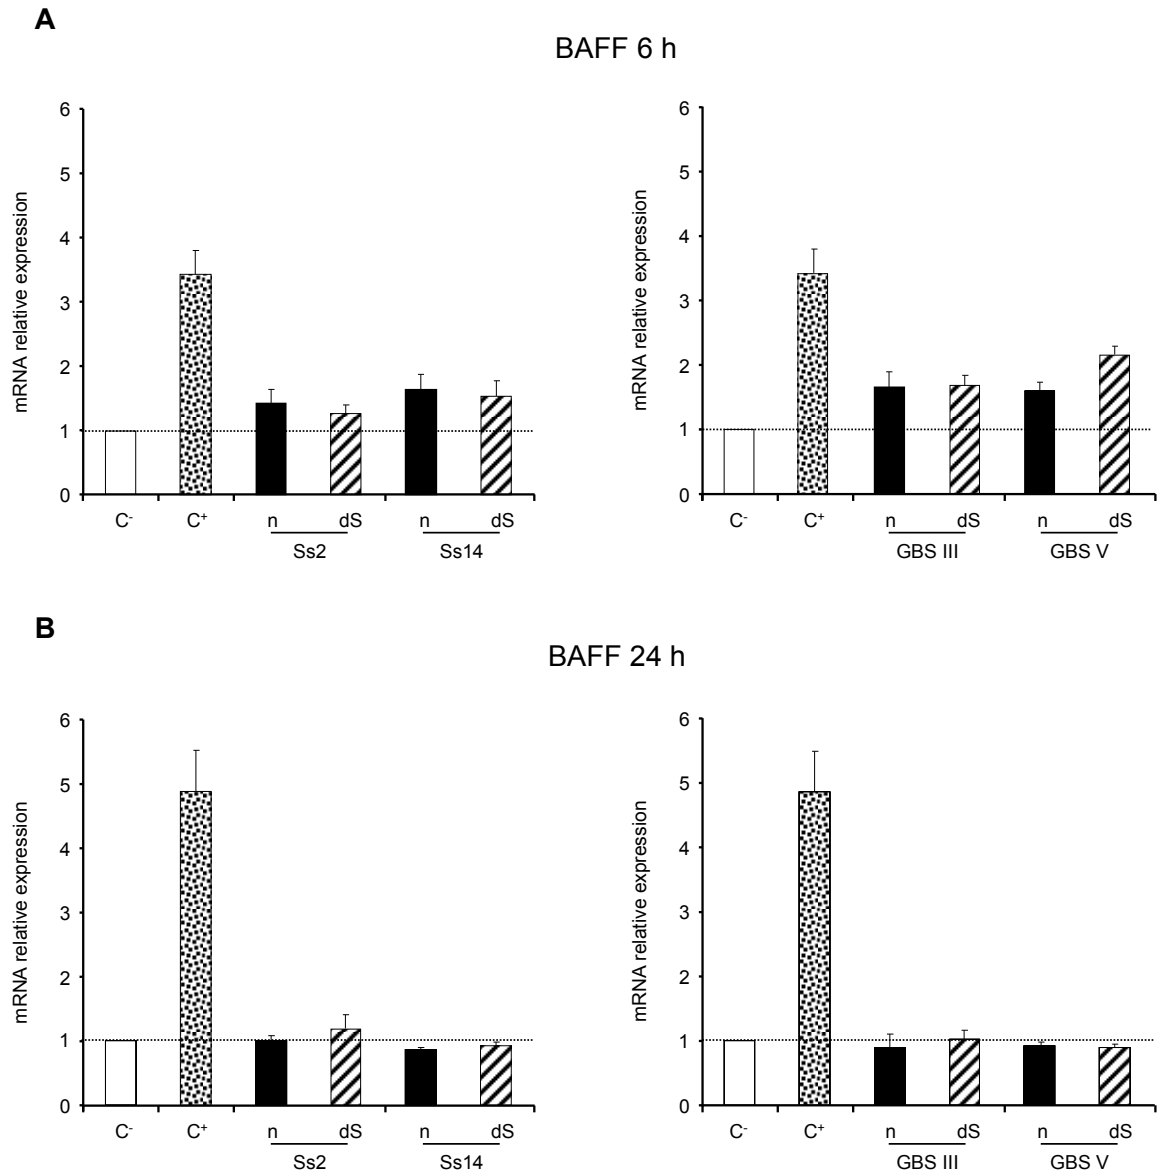 A
BAFF 6 h
mRNA relative expression
6
5
4
3
2
1
0
C⁻ C⁺ n dS n dS
Ss2 Ss14
mRNA relative expression
6
5
4
3
2
1
0
C⁻ C⁺ n dS n dS
GBS III GBS V
B
BAFF 24 h
mRNA relative expression
6
5
4
3
2
1
0
C⁻ C⁺ n dS n dS
Ss2 Ss14
mRNA relative expression
6
5
4
3
2
1
0
C⁻ C⁺ n dS n dS
GBS III GBS V